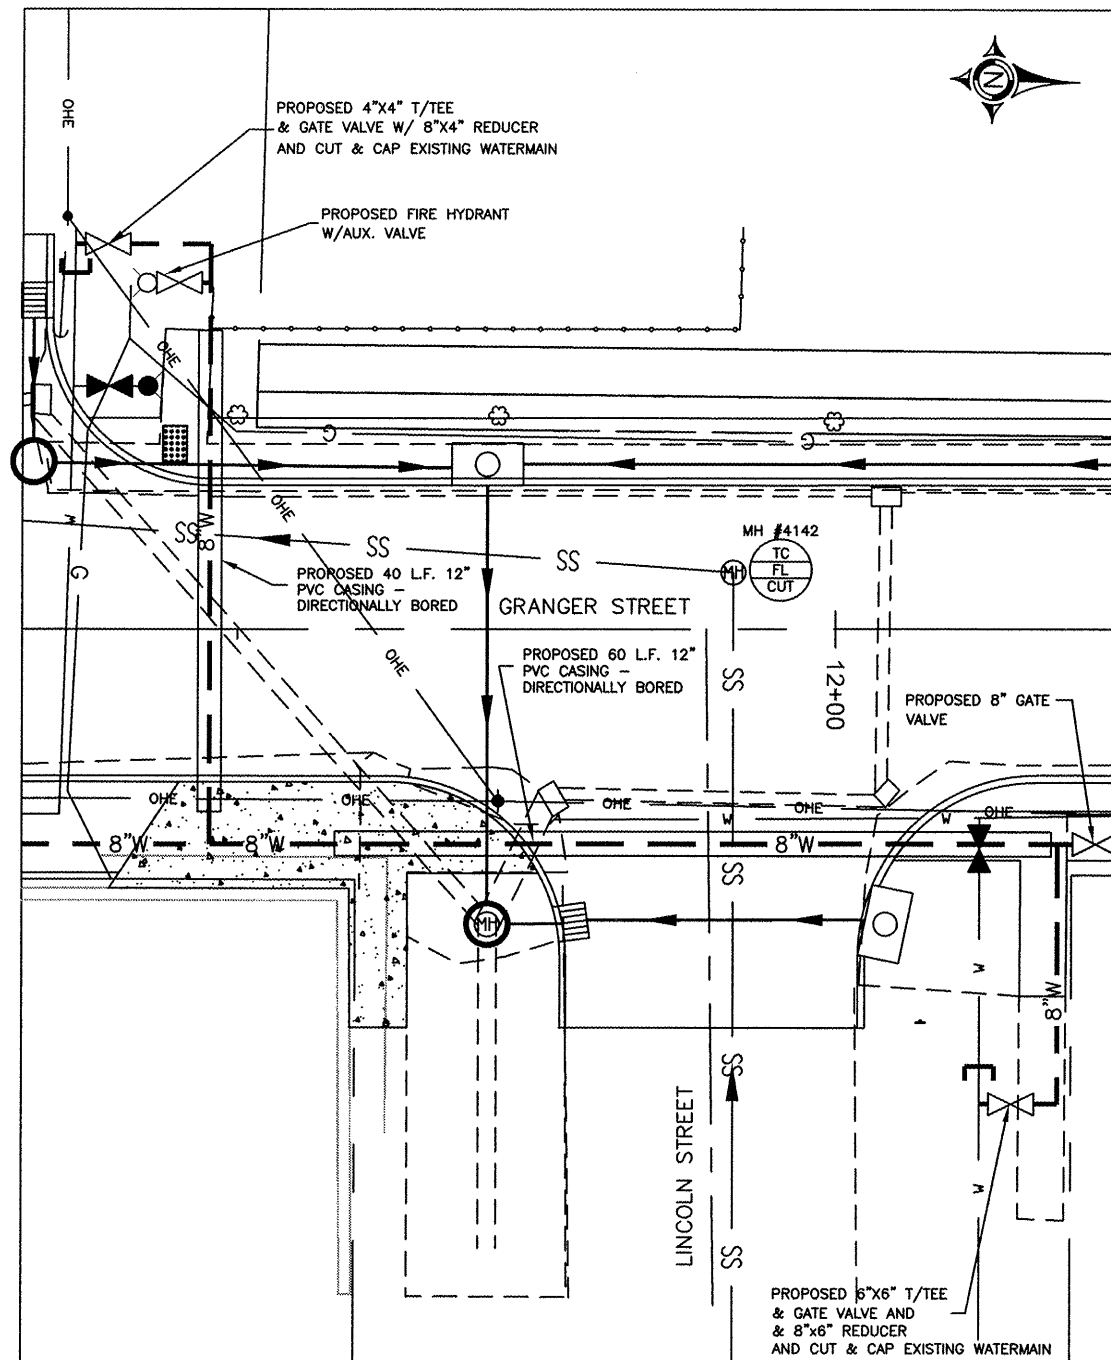 OHE
N
PROPOSED 4"X4" T/TEE
& GATE VALVE W/ 8"X4" REDUCER
AND CUT & CAP EXISTING WATERMAIN
PROPOSED FIRE HYDRANT
W/AUX. VALVE
OHE
G
G
OHE
W
8"W
SS
SS
SS
G
MH #4142
TC
FL
CUT
MH
PROPOSED 40 L.F. 12"
PVC CASING –
DIRECTIONALLY BORED
GRANGER STREET
OHE
PROPOSED 60 L.F. 12"
PVC CASING –
DIRECTIONALLY BORED
SS
12+00
PROPOSED 8" GATE
VALVE
OHE
OHE
OHE
OHE
OHE
W
W
8"W
8"W
8"W
SS
MH
W
8"W
SS
LINCOLN STREET
W
SS
PROPOSED 6"X6" T/TEE
& GATE VALVE AND
& 8"x6" REDUCER
AND CUT & CAP EXISTING WATERMAIN